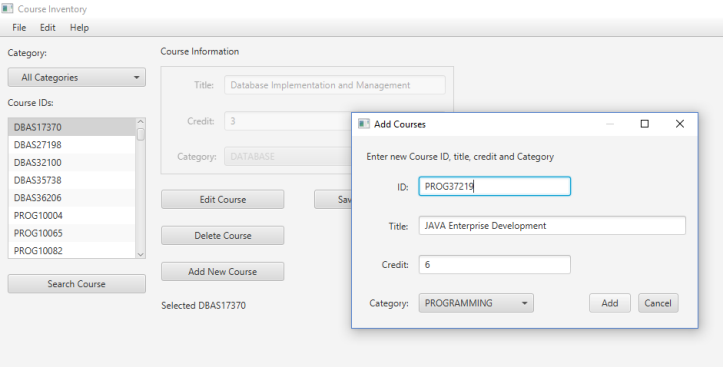 Course Inventory
File Edit Help
Category:
All Categories
Course IDs:
DBAS17370
DBAS27198
DBAS32100
DBAS35738
DBAS36206
PROG10004
PROG10065
PROG10082
Search Course
Course Information
Title: Database Implementation and Management
Credit: 3
Category: DATABASE
Edit Course
Delete Course
Add New Course
Selected DBAS17370
Add Courses
Enter new Course ID, title, credit and Category
ID: PROG37219
Title: JAVA Enterprise Development
Credit: 6
Category: PROGRAMMING
Add Cancel